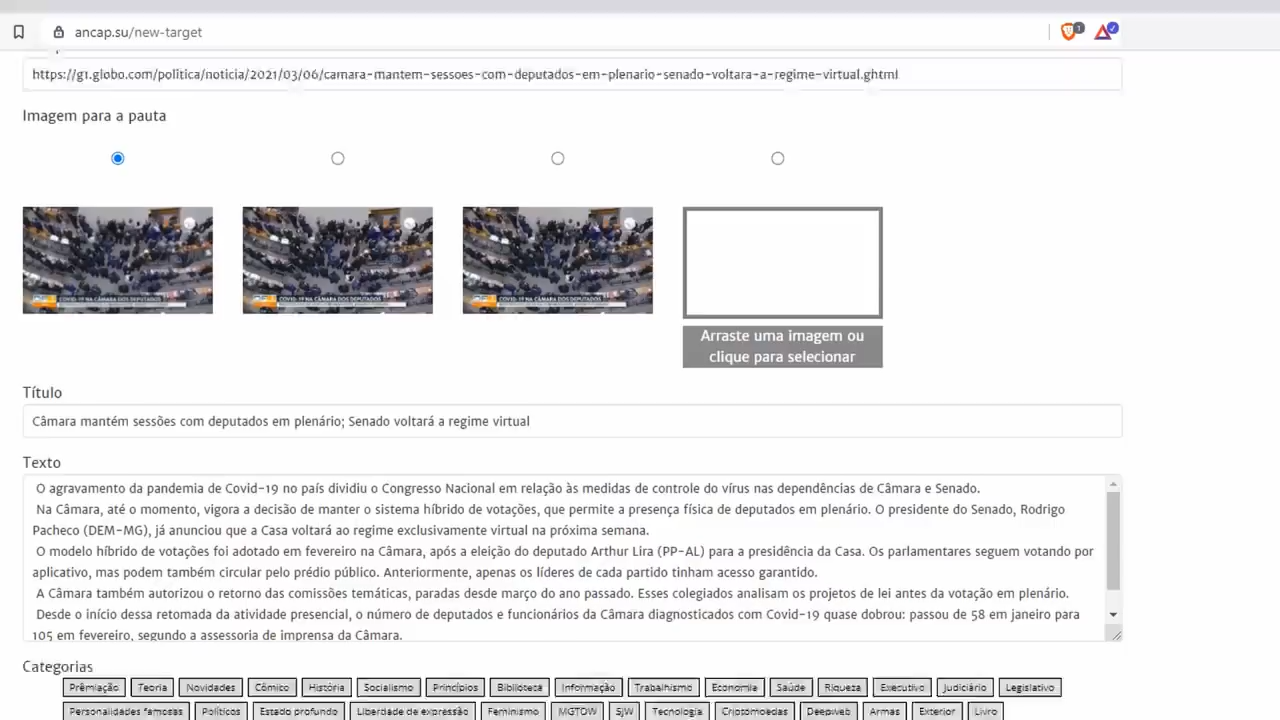 ancap.su/new-target
1
https://g1.globo.com/politica/noticia/2021/03/06/camara-mantem-sessoes-com-deputados-em-plenario-senado-voltara-a-regime-virtual.ghtml
Imagem para a pauta
COVID-19 NA CÂMARA DOS DEPUTADOS
COVID-19 NA CÂMARA DOS DEPUTADOS
COVID-19 NA CÂMARA DOS DEPUTADOS
Arraste uma imagem ou
clique para selecionar
Título
Câmara mantém sessões com deputados em plenário; Senado voltará a regime virtual
Texto
O agravamento da pandemia de Covid-19 no país dividiu o Congresso Nacional em relação às medidas de controle do vírus nas dependências de Câmara e Senado.
Na Câmara, até o momento, vigora a decisão de manter o sistema híbrido de votações, que permite a presença física de deputados em plenário. O presidente do Senado, Rodrigo
Pacheco (DEM-MG), já anunciou que a Casa voltará ao regime exclusivamente virtual na próxima semana.
O modelo híbrido de votações foi adotado em fevereiro na Câmara, após a eleição do deputado Arthur Lira (PP-AL) para a presidência da Casa. Os parlamentares seguem votando por
aplicativo, mas podem também circular pelo prédio público. Anteriormente, apenas os líderes de cada partido tinham acesso garantido.
A Câmara também autorizou o retorno das comissões temáticas, paradas desde março do ano passado. Esses colegiados analisam os projetos de lei antes da votação em plenário.
Desde o início dessa retomada da atividade presencial, o número de deputados e funcionários da Câmara diagnosticados com Covid-19 quase dobrou: passou de 58 em janeiro para
105 em fevereiro, segundo a assessoria de imprensa da Câmara.
Categorias
Prêmiação Teoria Novidades Cômico História Socialismo Princípios Biblioteca Informação Trabalhismo Economia Saúde Riqueza Executivo Judiciário Legislativo
Personalidades famosas Políticos Estado profundo Liberdade de expressão Feminismo MGTOW SJW Tecnologia Criptomoedas Deepweb Armas Exterior Livro